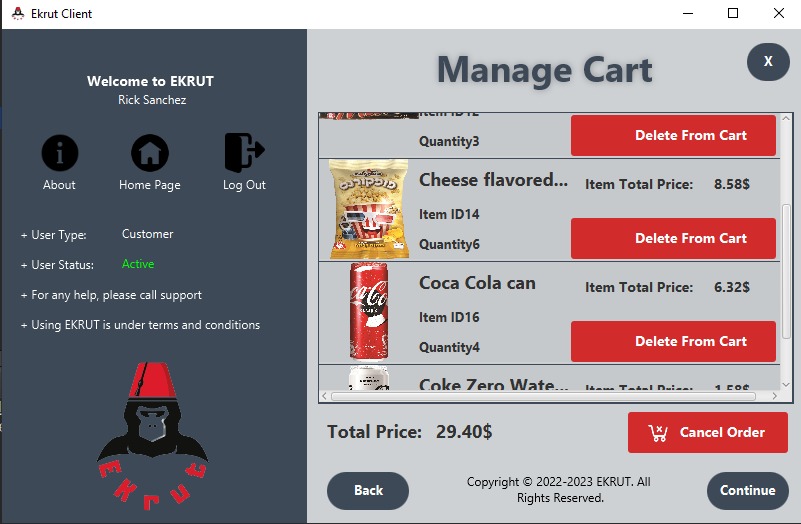 Ekrut Client
Welcome to EKRUT
Rick Sanchez
About
Home Page
Log Out
+ User Type: Customer
+ User Status: Active
+ For any help, please call support
+ Using EKRUT is under terms and conditions
EKRUT
Manage Cart
X
Item ID12
Quantity3
Delete From Cart
Cheese flavored...
Item Total Price: 8.58$
Item ID14
Quantity6
Delete From Cart
פופקורנס
Coca Cola can
Item Total Price: 6.32$
Item ID16
Quantity4
Delete From Cart
Coke Zero Wate...
Item Total Price: 1.58$
Total Price: 29.40$
Cancel Order
Back
Copyright © 2022-2023 EKRUT. All
Rights Reserved.
Continue